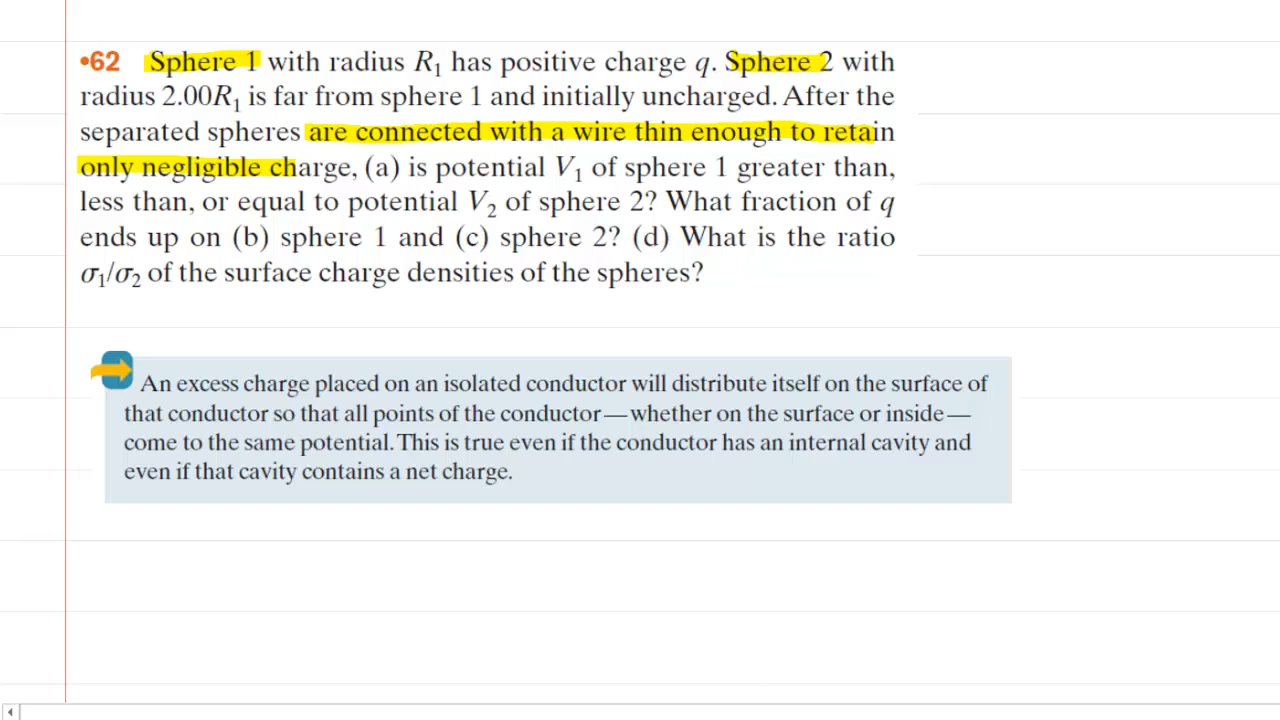 •62 Sphere 1 with radius R₁ has positive charge q. Sphere 2 with
radius 2.00R₁ is far from sphere 1 and initially uncharged. After the
separated spheres are connected with a wire thin enough to retain
only negligible charge, (a) is potential V₁ of sphere 1 greater than,
less than, or equal to potential V₂ of sphere 2? What fraction of q
ends up on (b) sphere 1 and (c) sphere 2? (d) What is the ratio
σ₁/σ₂ of the surface charge densities of the spheres?
An excess charge placed on an isolated conductor will distribute itself on the surface of
that conductor so that all points of the conductor—whether on the surface or inside—
come to the same potential. This is true even if the conductor has an internal cavity and
even if that cavity contains a net charge.